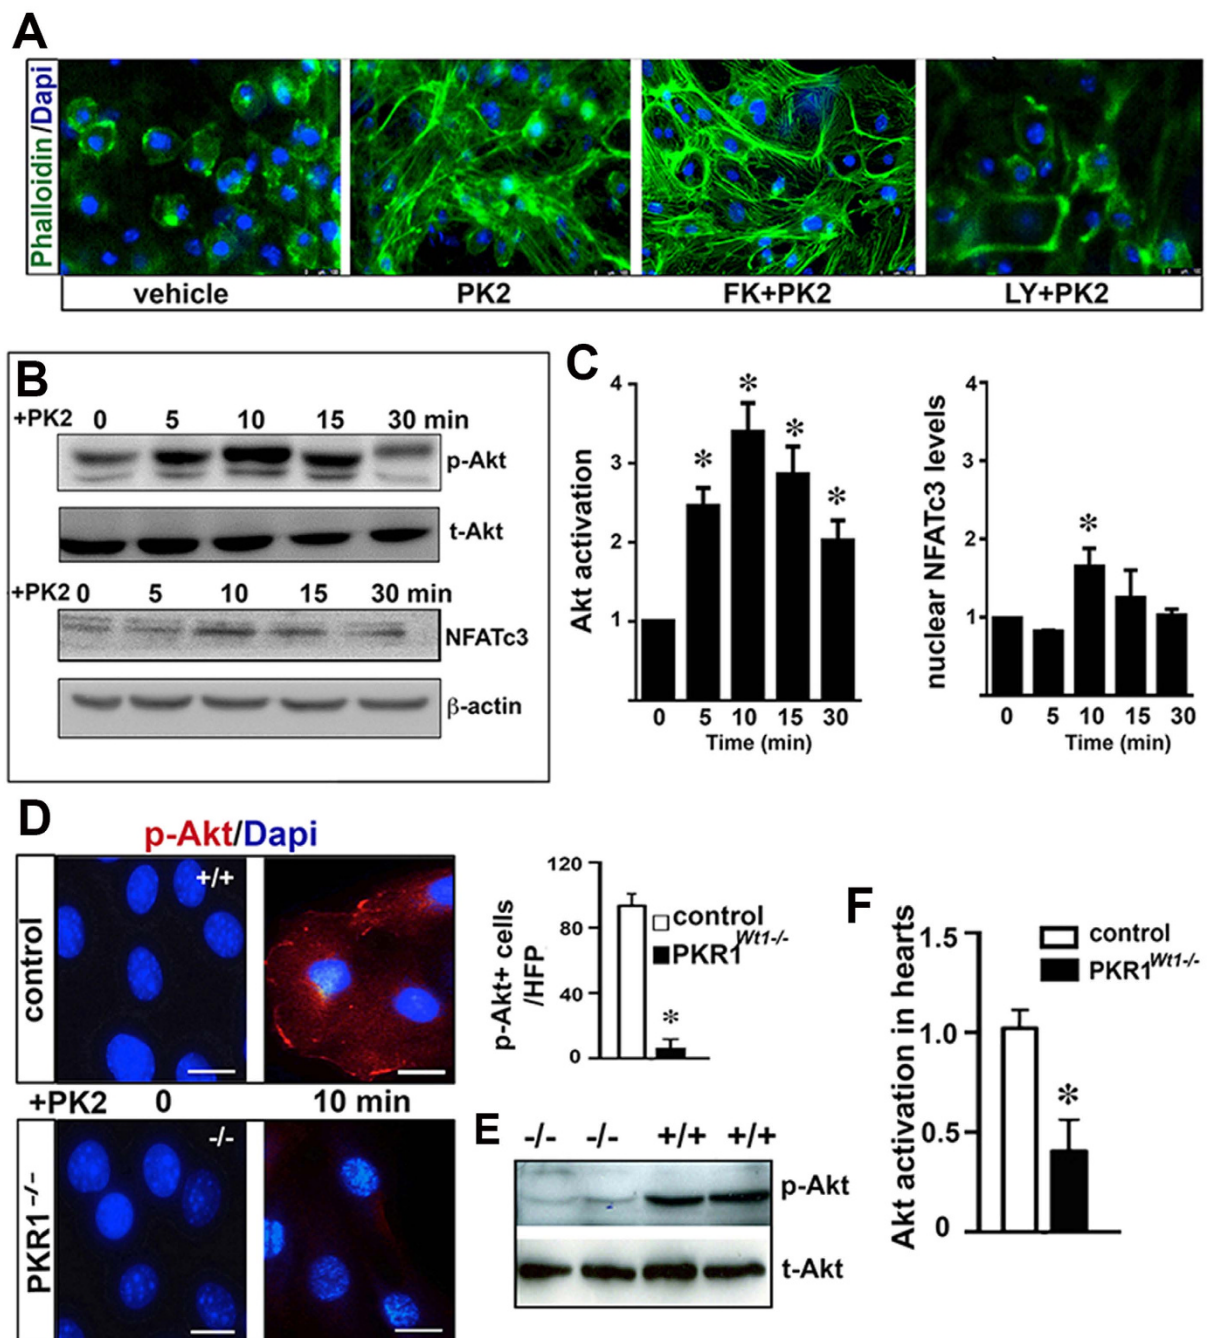 A
Phalloidin/Dapi
vehicle PK2 FK+PK2 LY+PK2
B
+PK2 0 5 10 15 30 min
p-Akt
t-Akt
+PK2 0 5 10 15 30 min
NFATc3
β-actin
C
Akt activation
4
3
2
1
* * * *
0 5 10 15 30
Time (min)
nuclear NFATc3 levels
4
3
2
1
*
0 5 10 15 30
Time (min)
D
p-Akt/Dapi
control
+/+
+PK2 0 10 min
PKR1-/-
-/-
p-Akt+ cells
/HFP
120
80
40
0
control
PKR1Wt1-/-
*
E
-/- -/- +/+ +/+
p-Akt
t-Akt
F
Akt activation in hearts
1.5
1.0
0.5
0
control
PKR1Wt1-/-
*